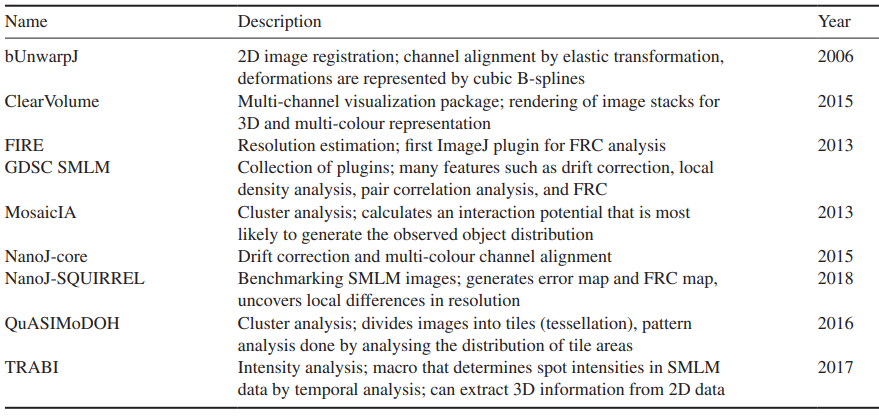 Name Description Year
bUnwarpJ 2D image registration; channel alignment by elastic transformation, 2006
deformations are represented by cubic B-splines
ClearVolume Multi-channel visualization package; rendering of image stacks for 2015
3D and multi-colour representation
FIRE Resolution estimation; first ImageJ plugin for FRC analysis 2013
GDSC SMLM Collection of plugins; many features such as drift correction, local
density analysis, pair correlation analysis, and FRC
MosaicIA Cluster analysis; calculates an interaction potential that is most 2013
likely to generate the observed object distribution
NanoJ-core Drift correction and multi-colour channel alignment 2015
NanoJ-SQUIRREL Benchmarking SMLM images; generates error map and FRC map, 2018
uncovers local differences in resolution
QuASIMoDOH Cluster analysis; divides images into tiles (tessellation), pattern 2016
analysis done by analysing the distribution of tile areas
TRABI Intensity analysis; macro that determines spot intensities in SMLM 2017
data by temporal analysis; can extract 3D information from 2D data